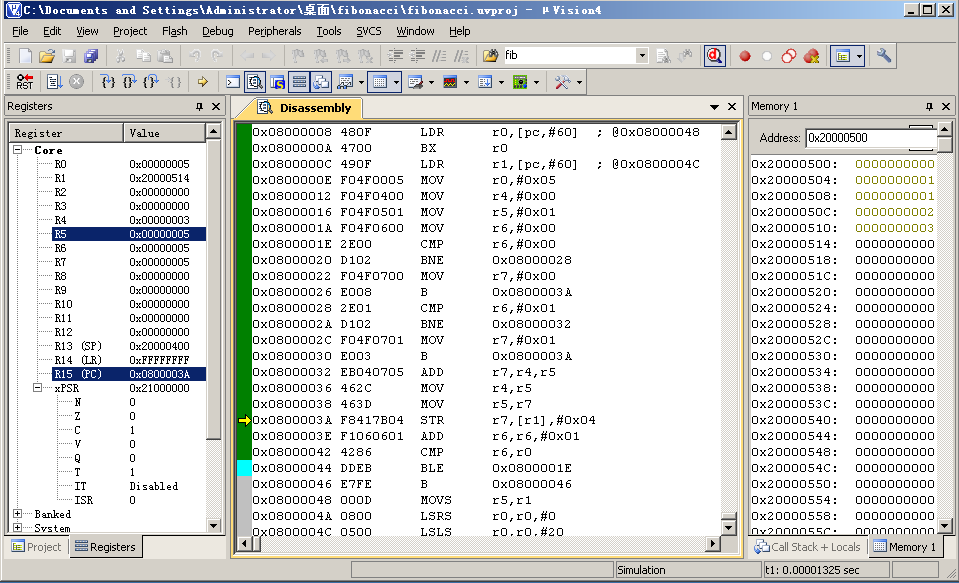 C:\Documents and Settings\Administrator\桌面\fibonacci\fibonacci.uvproj - μVision4
File Edit View Project Flash Debug Peripherals Tools SVCS Window Help
fib
RST
Registers
Register Value
Core
R0 0x00000005
R1 0x20000514
R2 0x00000000
R3 0x00000000
R4 0x00000003
R5 0x00000005
R6 0x00000005
R7 0x00000005
R8 0x00000000
R9 0x00000000
R10 0x00000000
R11 0x00000000
R12 0x00000000
R13 (SP) 0x20000400
R14 (LR) 0xFFFFFFFF
R15 (PC) 0x0800003A
xPSR 0x21000000
N 0
Z 0
C 1
V 0
Q 0
T 1
IT Disabled
ISR 0
Banked
System
Project Registers
Disassembly
0x08000008 480F LDR r0,[pc,#60] ; @0x08000048
0x0800000A 4700 BX r0
0x0800000C 490F LDR r1,[pc,#60] ; @0x0800004C
0x0800000E F04F0005 MOV r0,#0x05
0x08000012 F04F0400 MOV r4,#0x00
0x08000016 F04F0501 MOV r5,#0x01
0x0800001A F04F0600 MOV r6,#0x00
0x0800001E 2E00 CMP r6,#0x00
0x08000020 D102 BNE 0x08000028
0x08000022 F04F0700 MOV r7,#0x00
0x08000026 E008 B 0x0800003A
0x08000028 2E01 CMP r6,#0x01
0x0800002A D102 BNE 0x08000032
0x0800002C F04F0701 MOV r7,#0x01
0x08000030 E003 B 0x0800003A
0x08000032 EB040705 ADD r7,r4,r5
0x08000036 462C MOV r4,r5
0x08000038 463D MOV r5,r7
0x0800003A F8417B04 STR r7,[r1],#0x04
0x0800003E F1060601 ADD r6,r6,#0x01
0x08000042 4286 CMP r6,r0
0x08000044 DDEB BLE 0x0800001E
0x08000046 E7FE B 0x08000046
0x08000048 000D MOVS r5,r1
0x0800004A 0800 LSRS r0,r0,#0
0x0800004C 0500 LSLS r0,r0,#20
Memory 1
Address: 0x20000500
0x20000500: 0000000000
0x20000504: 0000000001
0x20000508: 0000000001
0x2000050C: 0000000002
0x20000510: 0000000003
0x20000514: 0000000000
0x20000518: 0000000000
0x2000051C: 0000000000
0x20000520: 0000000000
0x20000524: 0000000000
0x20000528: 0000000000
0x2000052C: 0000000000
0x20000530: 0000000000
0x20000534: 0000000000
0x20000538: 0000000000
0x2000053C: 0000000000
0x20000540: 0000000000
0x20000544: 0000000000
0x20000548: 0000000000
0x2000054C: 0000000000
0x20000550: 0000000000
0x20000554: 0000000000
0x20000558: 0000000000
0x2000055C: 0000000000
Call Stack + Locals Memory 1
Simulation t1: 0.00001325 sec